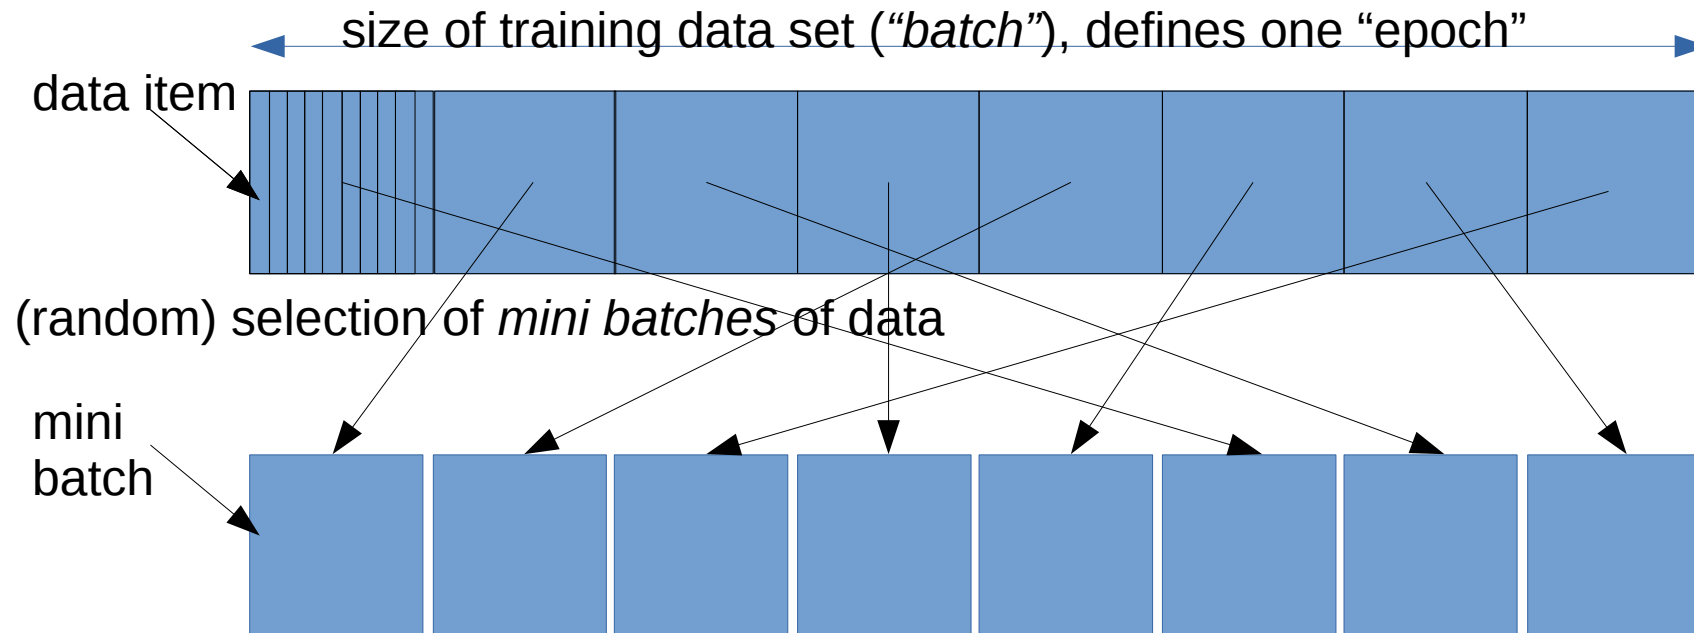 size of training data set (“batch”), defines one “epoch”
data item
(random) selection of mini batches of data
mini
batch